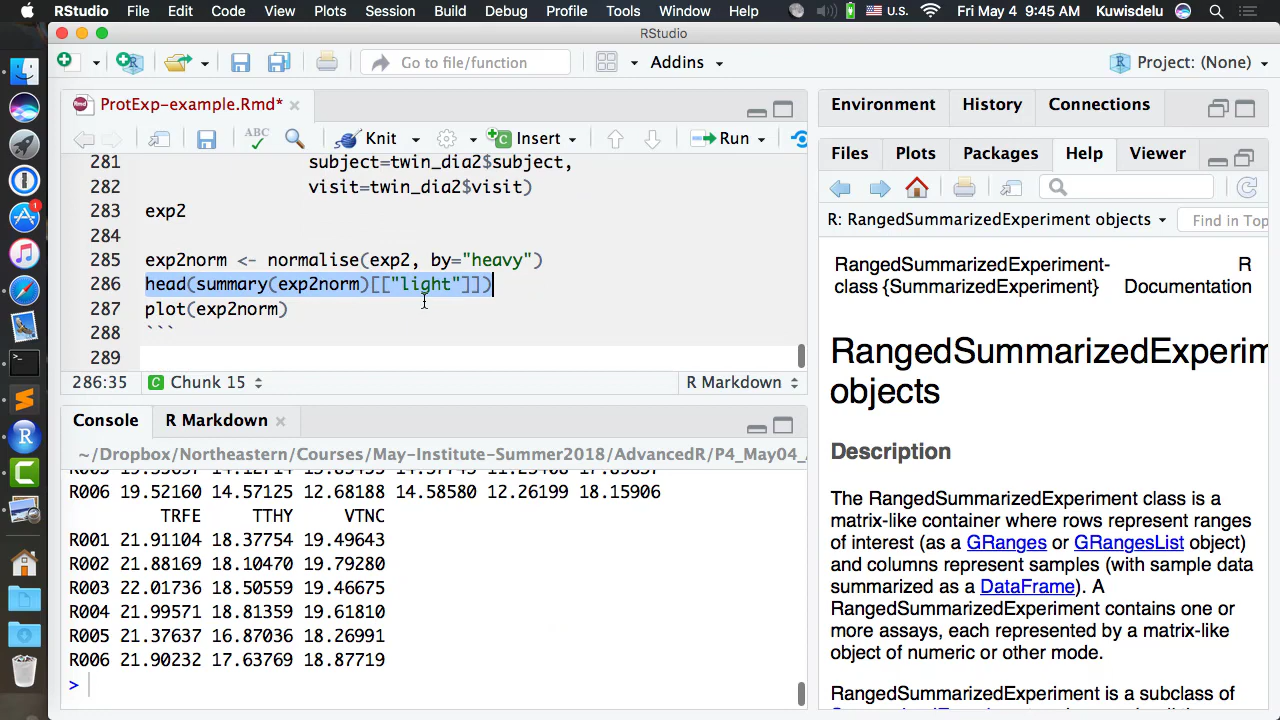 RStudio File Edit Code View Plots Session Build Debug Profile Tools Window Help U.S. Fri May 4 9:45 AM Kuwisdelu
RStudio
Go to file/function Addins Project: (None)
ProtExp-example.Rmd*
ABC Knit Insert Run
281 subject=twin_dia2$subject,
282 visit=twin_dia2$visit)
283 exp2
284
285 exp2norm <- normalise(exp2, by="heavy")
286 head(summary(exp2norm)[["light"]])
287 plot(exp2norm)
288 ```
289
286:35 Chunk 15 R Markdown
Console R Markdown
~/Dropbox/Northeastern/Courses/May-Institute-Summer2018/AdvancedR/P4_May04_
R006 19.52160 14.57125 12.68188 14.58580 12.26199 18.15906
TRFE TTHY VTNC
R001 21.91104 18.37754 19.49643
R002 21.88169 18.10470 19.79280
R003 22.01736 18.50559 19.46675
R004 21.99571 18.81359 19.61810
R005 21.37637 16.87036 18.26991
R006 21.90232 17.63769 18.87719
>
Environment History Connections
Files Plots Packages Help Viewer
R: RangedSummarizedExperiment objects Find in Top
RangedSummarizedExperiment-class {SummarizedExperiment} R Documentation
RangedSummarizedExperim
objects
Description
The RangedSummarizedExperiment class is a
matrix-like container where rows represent ranges
of interest (as a GRanges or GRangesList object)
and columns represent samples (with sample data
summarized as a DataFrame). A
RangedSummarizedExperiment contains one or
more assays, each represented by a matrix-like
object of numeric or other mode.
RangedSummarizedExperiment is a subclass of